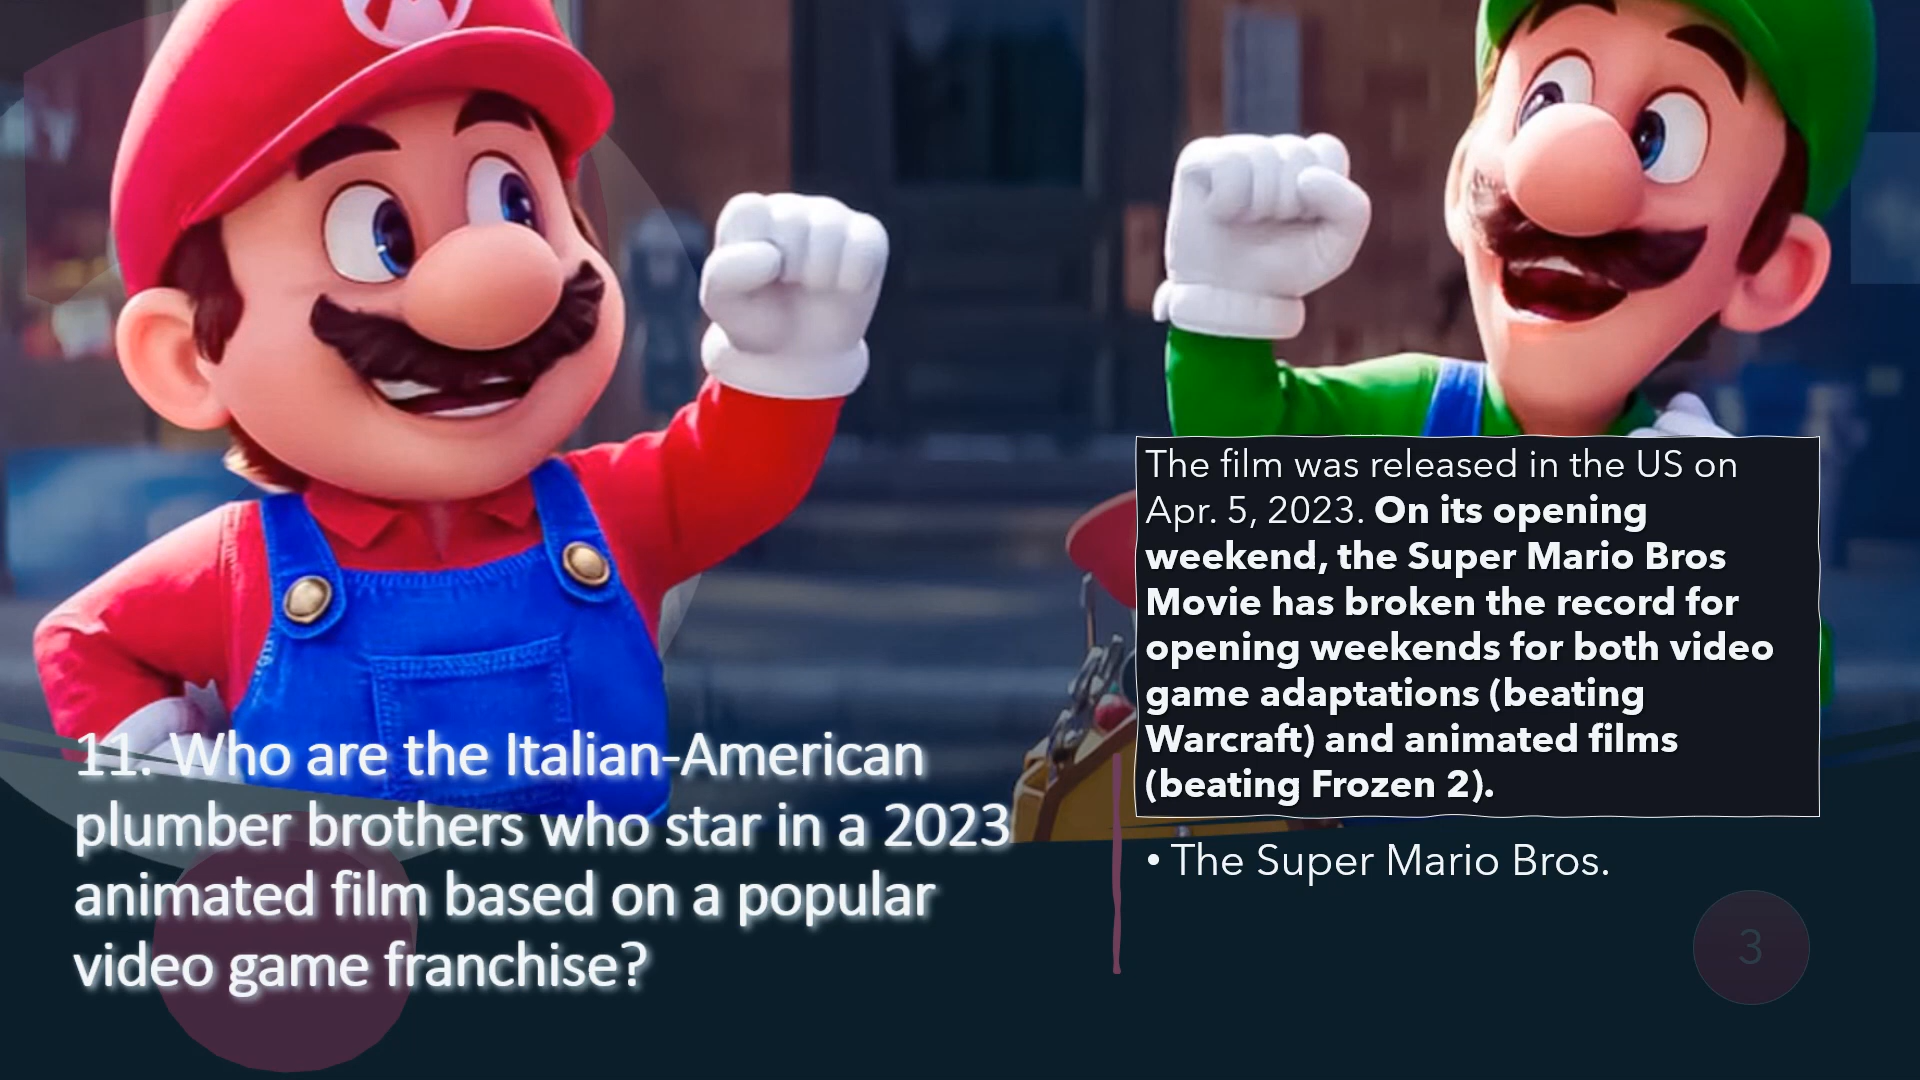 11. Who are the Italian-American
plumber brothers who star in a 2023
animated film based on a popular
video game franchise?
The film was released in the US on
Apr. 5, 2023. On its opening
weekend, the Super Mario Bros
Movie has broken the record for
opening weekends for both video
game adaptations (beating
Warcraft) and animated films
(beating Frozen 2).
• The Super Mario Bros.
3
M